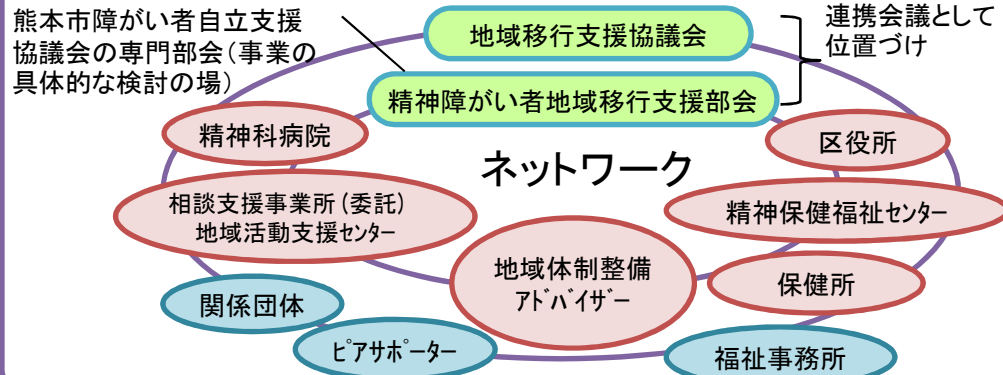 熊本市障がい者自立支援
協議会の専門部会(事業の
具体的な検討の場)
地域移行支援協議会
連携会議として
位置づけ
精神障がい者地域移行支援部会
精神科病院
区役所
ネットワーク
相談支援事業所(委託)
地域活動支援ｾﾝﾀｰ
精神保健福祉センター
地域体制整備
ｱﾄﾞﾊﾞｲｻﾞｰ
保健所
関係団体
ﾋﾟｱｻﾎﾟｰﾀｰ
福祉事務所